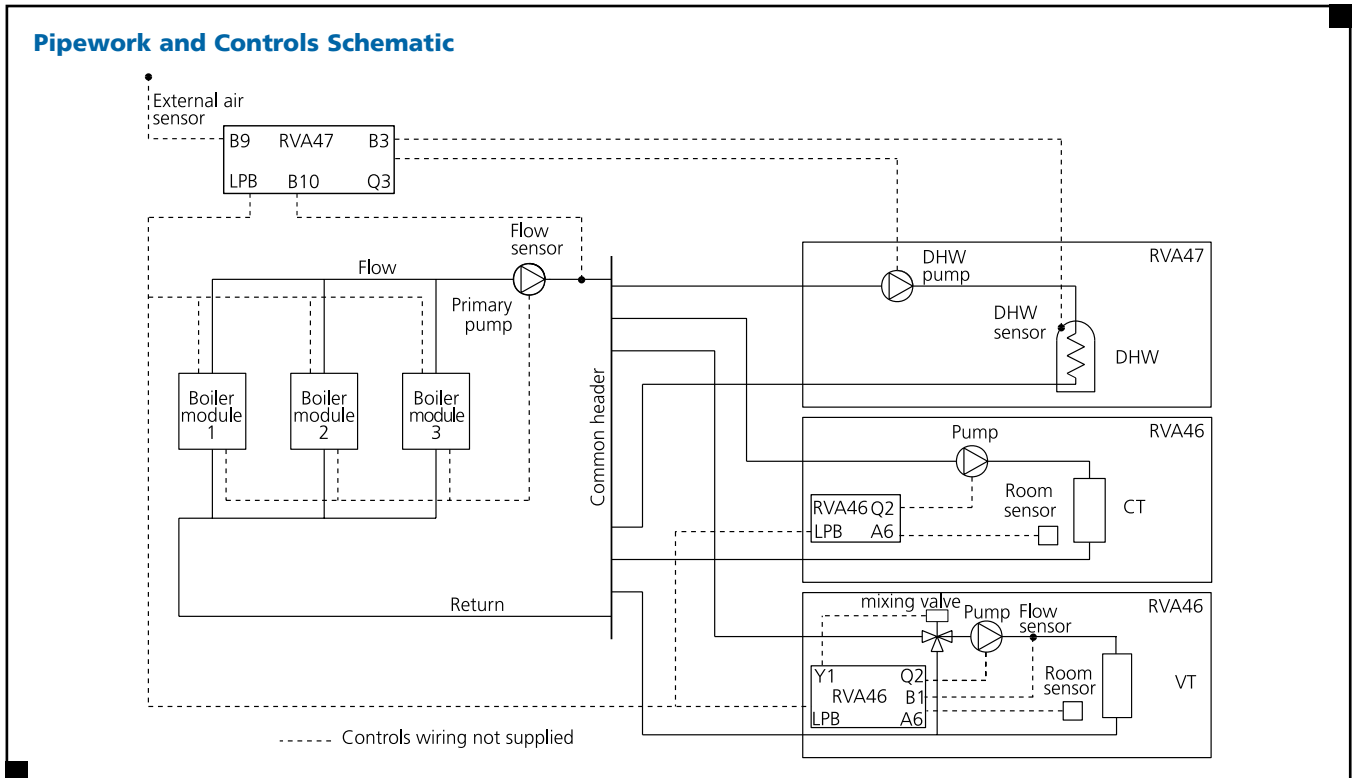 Pipework and Controls Schematic
External air
sensor
B9 RVA47 B3
LPB B10 Q3
Flow
sensor
Flow
Primary
pump
Boiler
module
1
Boiler
module
2
Boiler
module
3
Common header
Return
RVA47
DHW
pump
DHW
sensor
DHW
RVA46
Pump
Room
sensor
RVA46 Q2
LPB A6
CT
RVA46
mixing valve
Pump
Flow
sensor
Room
sensor
Y1 Q2
RVA46 B1
LPB A6
VT
Controls wiring not supplied